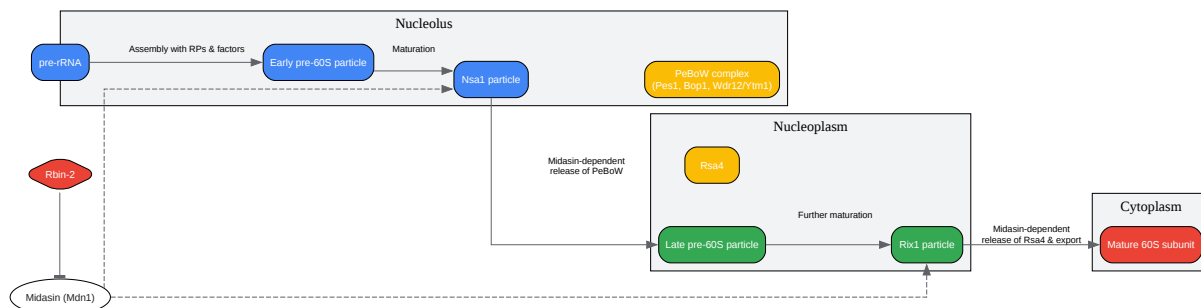 Nucleolus
pre-rRNA
Assembly with RPs & factors
Early pre-60S particle
Maturation
Nsa1 particle
PeBoW complex
(Pes1, Bop1, Wdr12/Ytm1)
Nucleoplasm
Rbin-2
Midasin-dependent
release of PeBoW
Rsa4
Late pre-60S particle
Further maturation
Rix1 particle
Midasin-dependent
release of Rsa4 & export
Cytoplasm
Mature 60S subunit
Midasin (Mdn1)